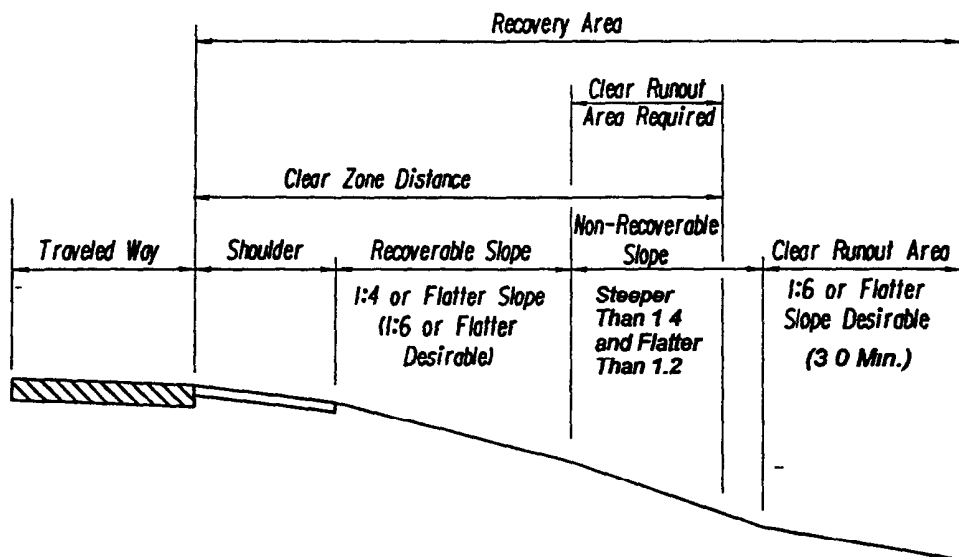 Recovery Area
Clear Runout
Area Required
Clear Zone Distance
Traveled Way
Shoulder
Recoverable Slope
1:4 or Flatter Slope
(1:6 or Flatter
Desirable)
Non-Recoverable
Slope
Steeper
Than 1 4
and Flatter
Than 1.2
Clear Runout Area
1:6 or Flatter
Slope Desirable
(3 0 Min.)